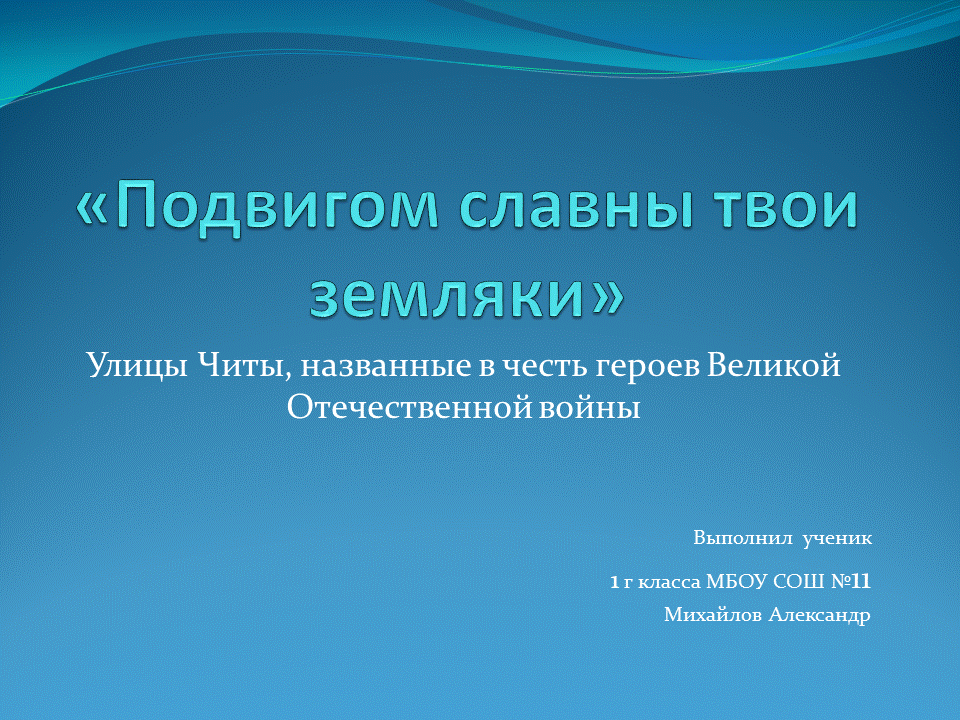 «Подвигом славны твои
земляки»
Улицы Читы, названные в честь героев Великой
Отечественной войны
Выполнил ученик
1 г класса МБОУ СОШ №11
Михайлов Александр